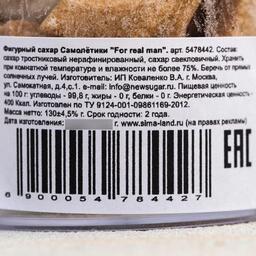 Фигурный сахар Самолётики "For real man". арт. 5478442. Состав:
сахар тростниковый нерафинированный, сахар свекловичный. Хранить
при комнатной температуре и влажности не более 75%. Беречь от прямых
солнечных лучей. Изготовитель: ИП Коваленко В.А. г. Москва,
ул. Самокатная, д.4,с.1. e-mail: info@newsugar.ru. Пищевая ценность
на 100 г: углеводы - 99,8 г, жиры - 0 г, белки - 0 г. Энергетическая ценность -
400 Ккал. Изготовлено по ТУ 9124-001-09861169-2012.
Масса: 130±4,5% г. Срок годности: 2 года.
Дата изготовления: www.sima-land.ru (на правах рекламы)
EAC
6 900054 784427